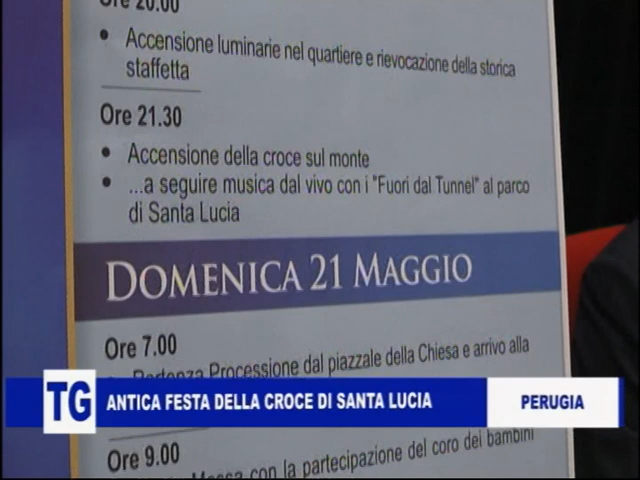 Ore 20.00
• Accensione luminarie nel quartiere e rievocazione della storica
staffetta
Ore 21.30
• Accensione della croce sul monte
• ...a seguire musica dal vivo con i "Fuori dal Tunnel" al parco
di Santa Lucia
DOMENICA 21 MAGGIO
Ore 7.00
Partenza Processione dal piazzale della Chiesa e arrivo alla
TG ANTICA FESTA DELLA CROCE DI SANTA LUCIA PERUGIA
Ore 9.00
Messa con la partecipazione del coro dei bambini